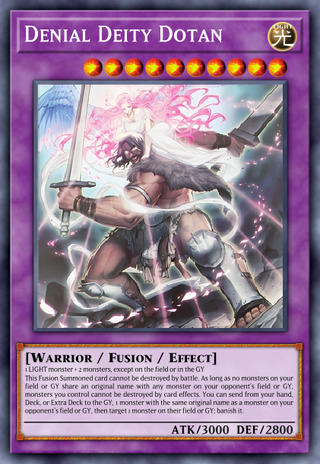 DENIAL DEITY DOTAN
LIGHT
光
[WARRIOR / FUSION / EFFECT]
1 LIGHT monster + 2 monsters, except on the field or in the GY
This Fusion Summoned card cannot be destroyed by battle. As long as no monsters on your
field or GY share an original name with any monster on your opponent's field or GY,
monsters you control cannot be destroyed by card effects. You can send from your hand,
Deck, or Extra Deck to the GY, 1 monster with the same original name as a monster on your
opponent's field or GY, then target 1 monster on their field or GY; banish it.
ATK/3000 DEF/2800